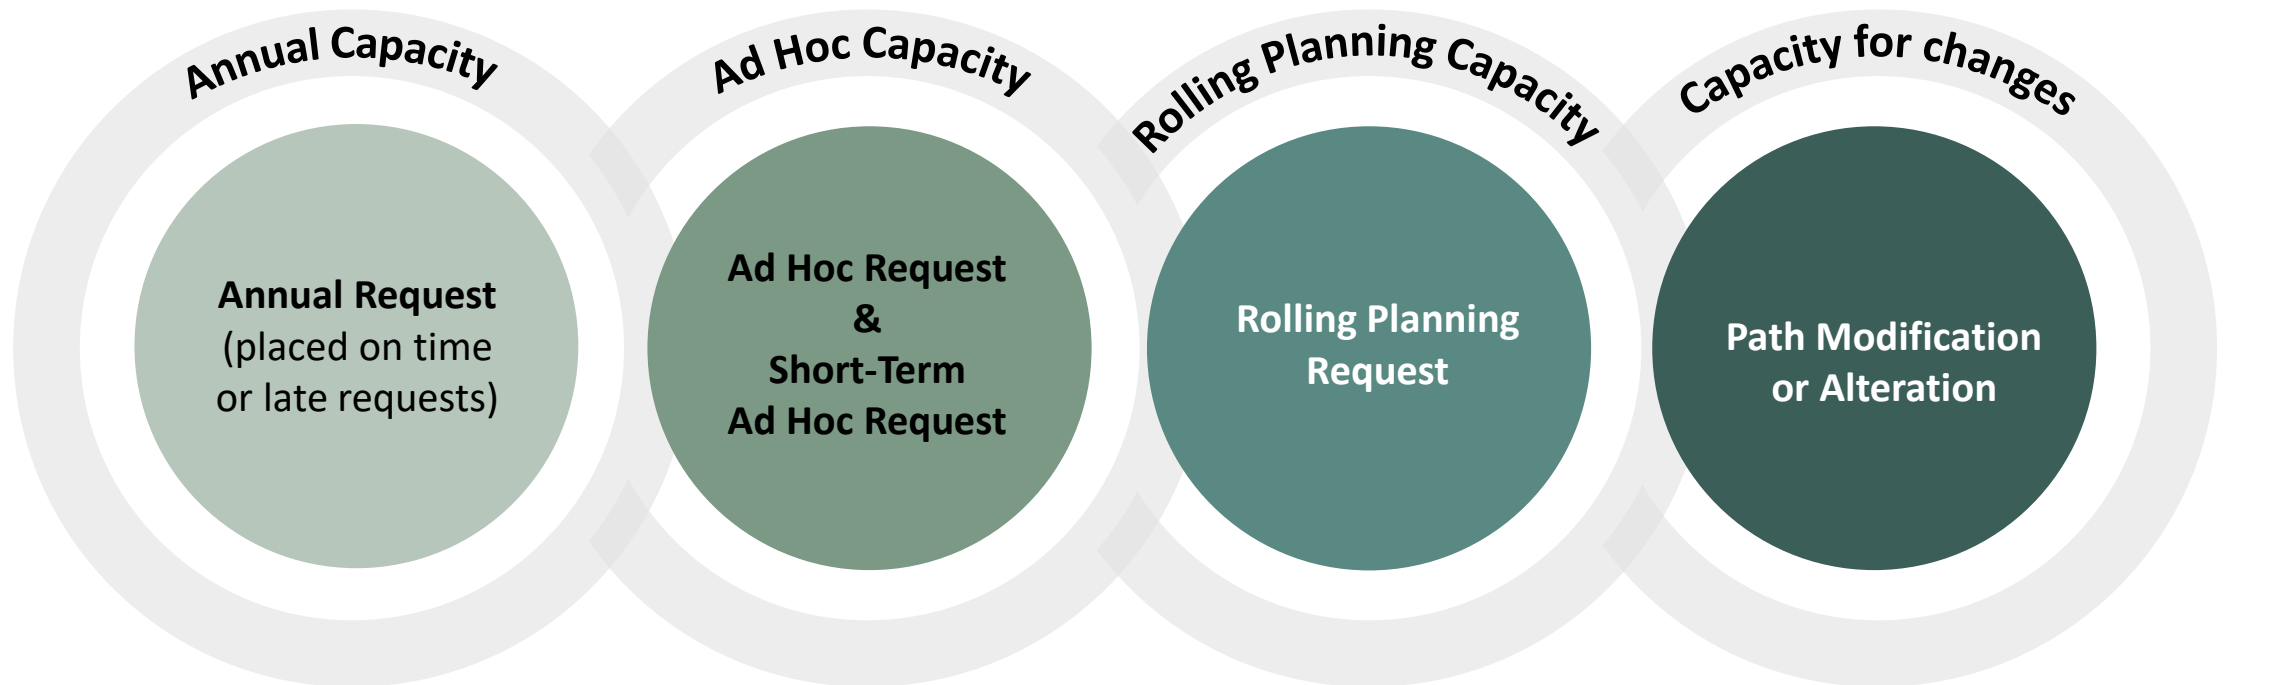 Annual Capacity
Annual Request
(placed on time
or late requests)
Ad Hoc Capacity
Ad Hoc Request
&
Short-Term
Ad Hoc Request
Rolling Planning Capacity
Rolling Planning
Request
Capacity for changes
Path Modification
or Alteration